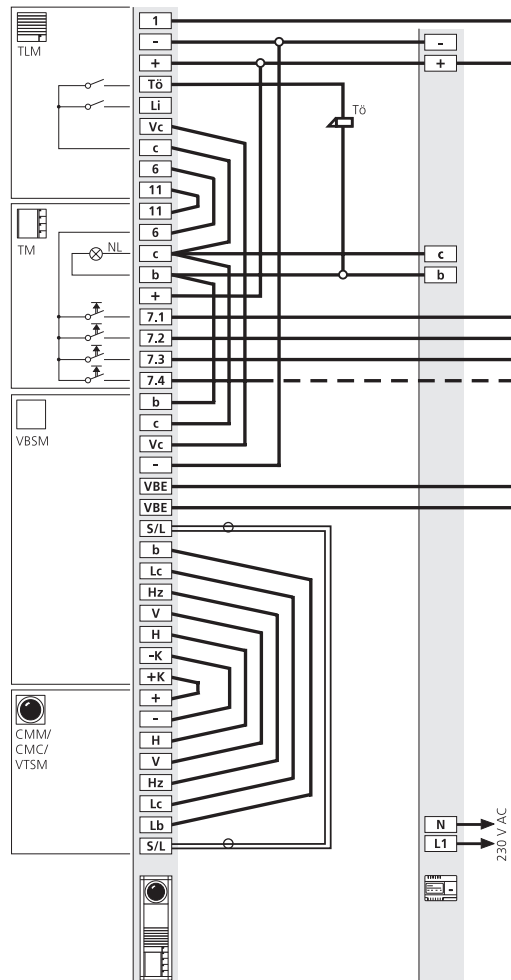 TLM
1
-
-
+
+
Tö
Tö
Li
Vc
c
6
11
11
TM
6
NL
c
c
b
b
+
7.1
7.2
7.3
7.4
VBSM
b
c
Vc
-
VBE
VBE
S/L
b
Lc
Hz
V
H
-K
+K
+
CMM/
CMC/
VTSM
-
H
V
Hz
Lc
Lb
N
S/L
L1
230 V AC